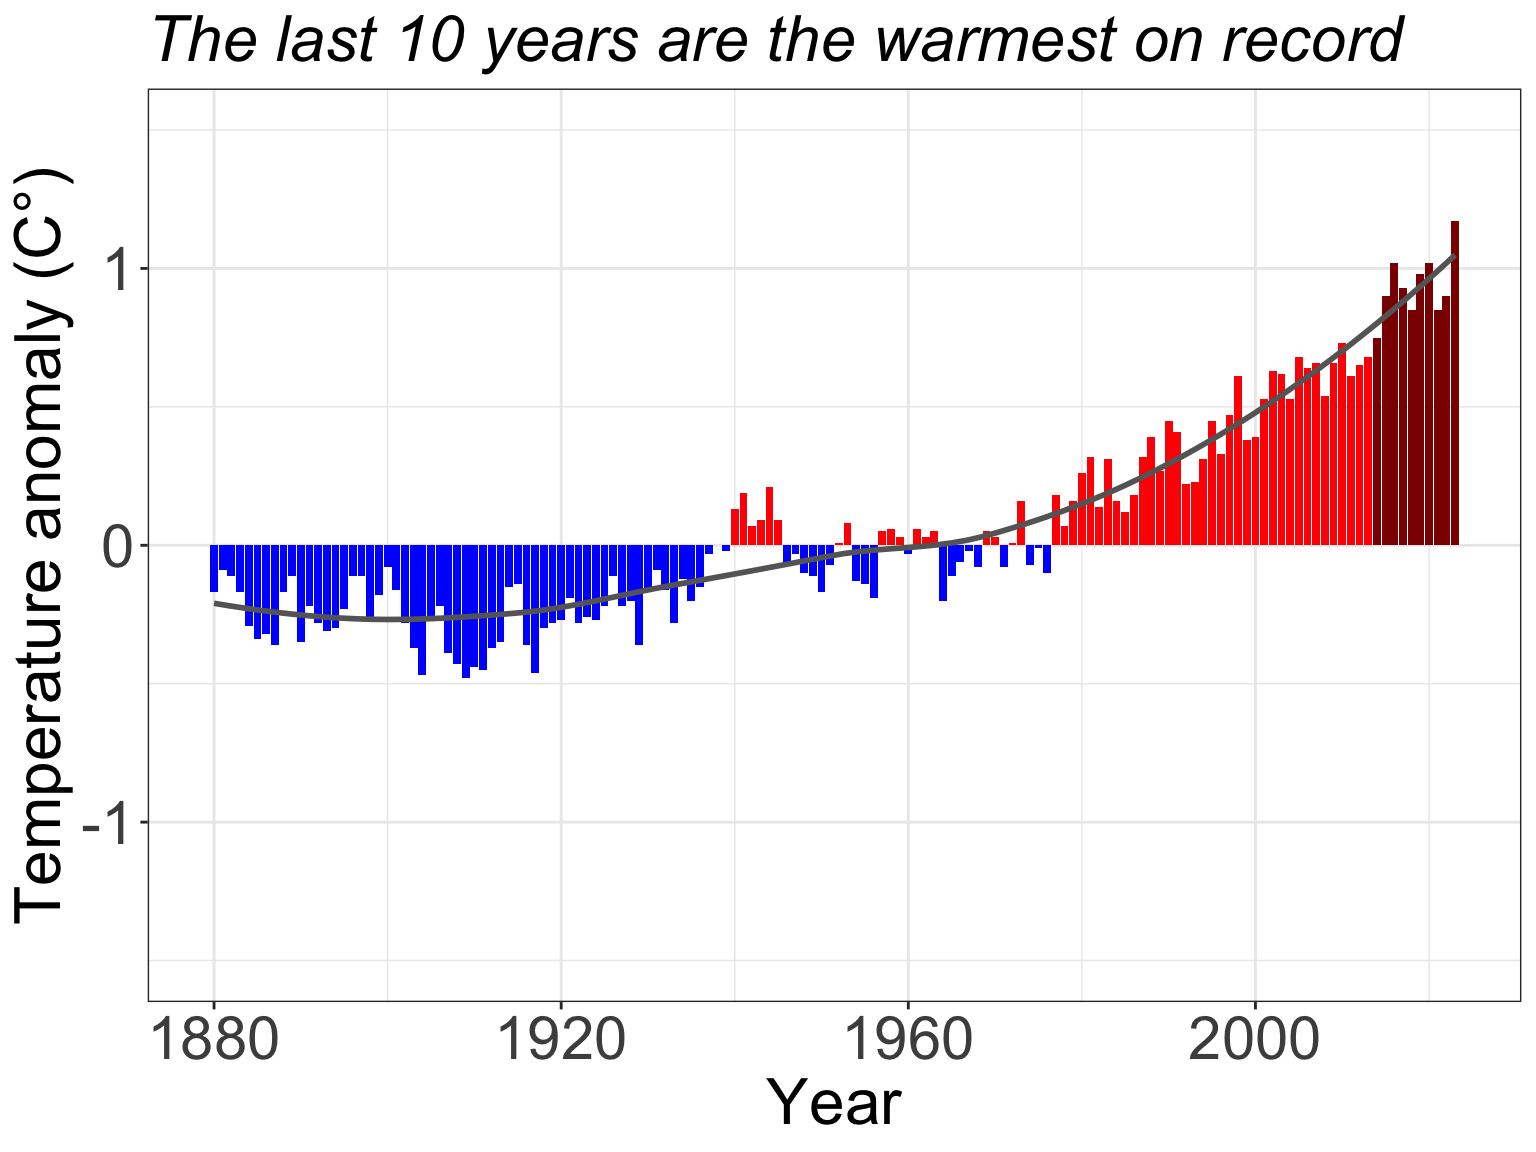 The last 10 years are the warmest on record
Temperature anomaly (C°)
1
0
-1
1880 1920 1960 2000
Year